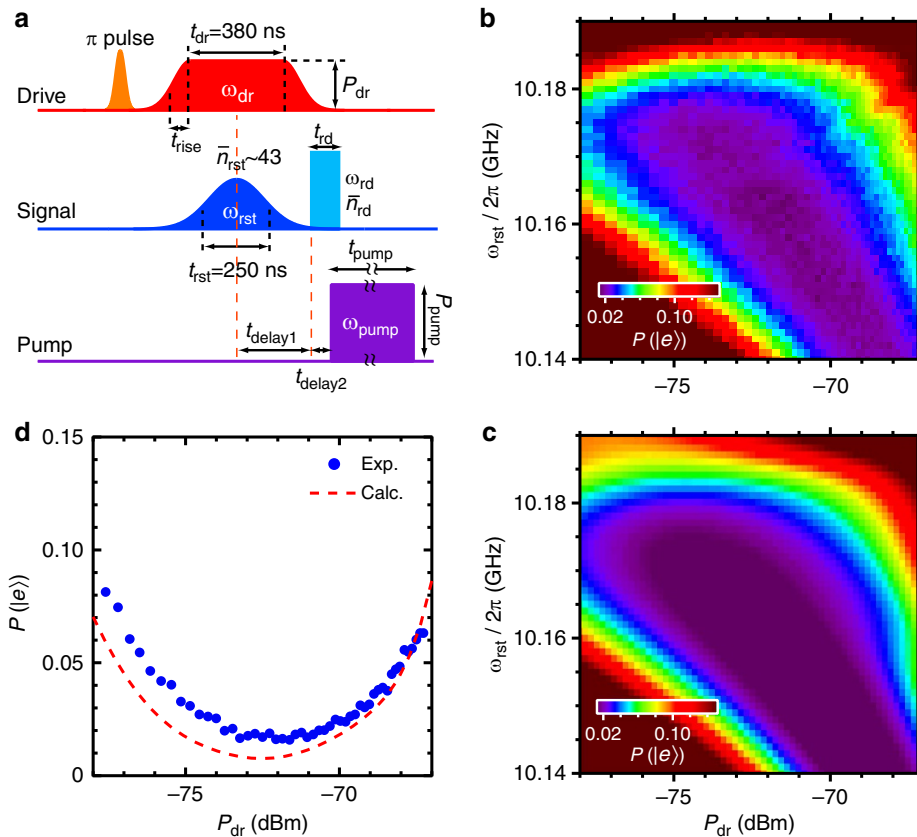 a
t_dr=380 ns
π pulse
Drive
ω_dr
P_dr
t_rise
n̄_rst~43
t_rd
Signal
ω_rst
ω_rd
n̄_rd
t_rst=250 ns
t_pump
P_pump
ω_pump
t_delay1
Pump
t_delay2
b
10.18
10.16
10.14
ω_rst / 2π (GHz)
0.02 0.10
P (|e⟩)
−75 −70
d
0.15
0.10
0.05
0
P (|e⟩)
Exp.
Calc.
−75 −70
P_dr (dBm)
c
10.18
10.16
10.14
ω_rst / 2π (GHz)
0.02 0.10
P (|e⟩)
−75 −70
P_dr (dBm)